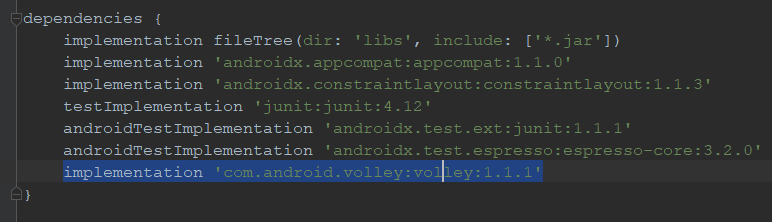 dependencies {
implementation fileTree(dir: 'libs', include: ['*.jar'])
implementation 'androidx.appcompat:appcompat:1.1.0'
implementation 'androidx.constraintlayout:constraintlayout:1.1.3'
testImplementation 'junit:junit:4.12'
androidTestImplementation 'androidx.test.ext:junit:1.1.1'
androidTestImplementation 'androidx.test.espresso:espresso-core:3.2.0'
implementation 'com.android.volley:volley:1.1.1'
}